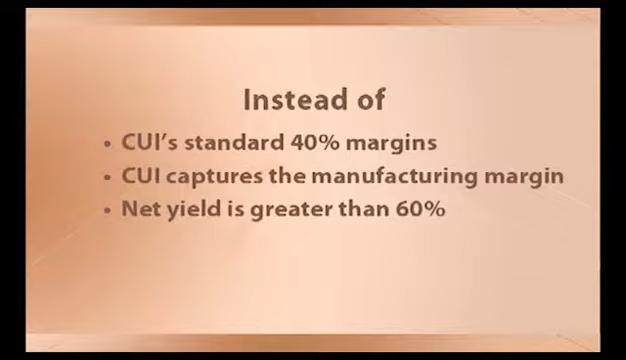 Instead of
• CUI's standard 40% margins
• CUI captures the manufacturing margin
• Net yield is greater than 60%